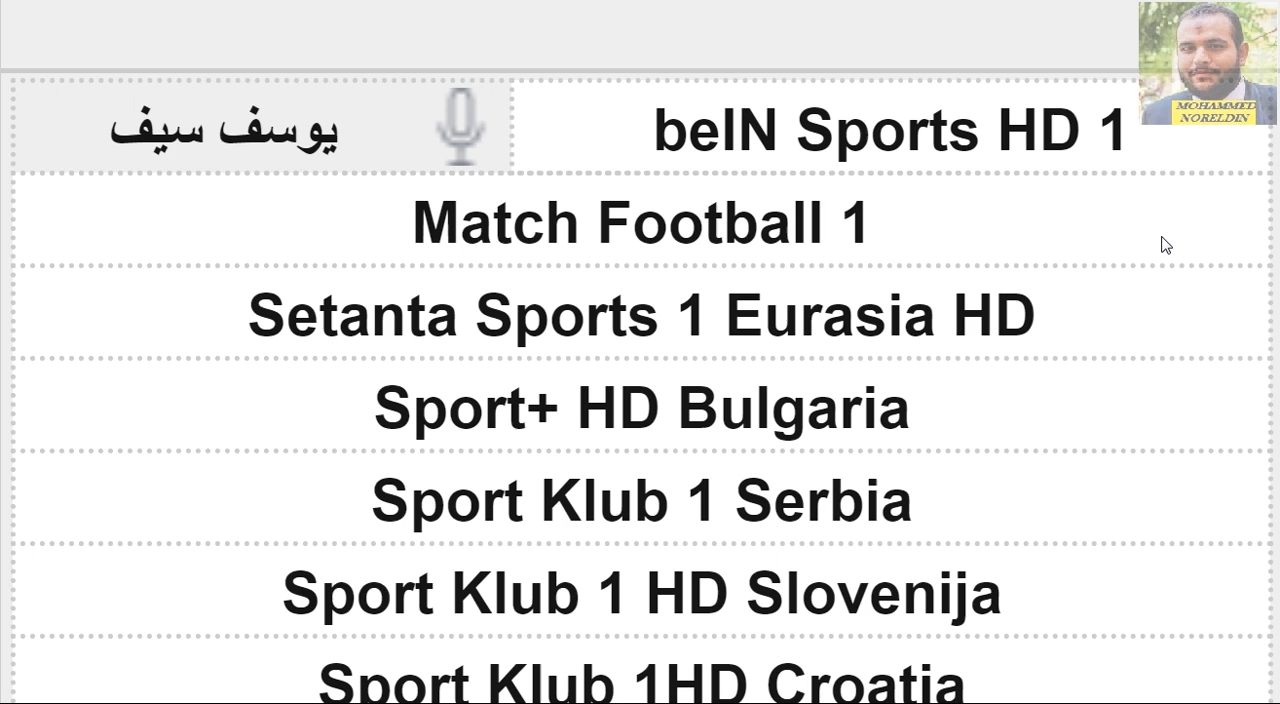 يوسف سيف
beIN Sports HD 1
MOHAMMED
NORELDIN
Match Football 1
Setanta Sports 1 Eurasia HD
Sport+ HD Bulgaria
Sport Klub 1 Serbia
Sport Klub 1 HD Slovenija
Sport Klub 1HD Croatia